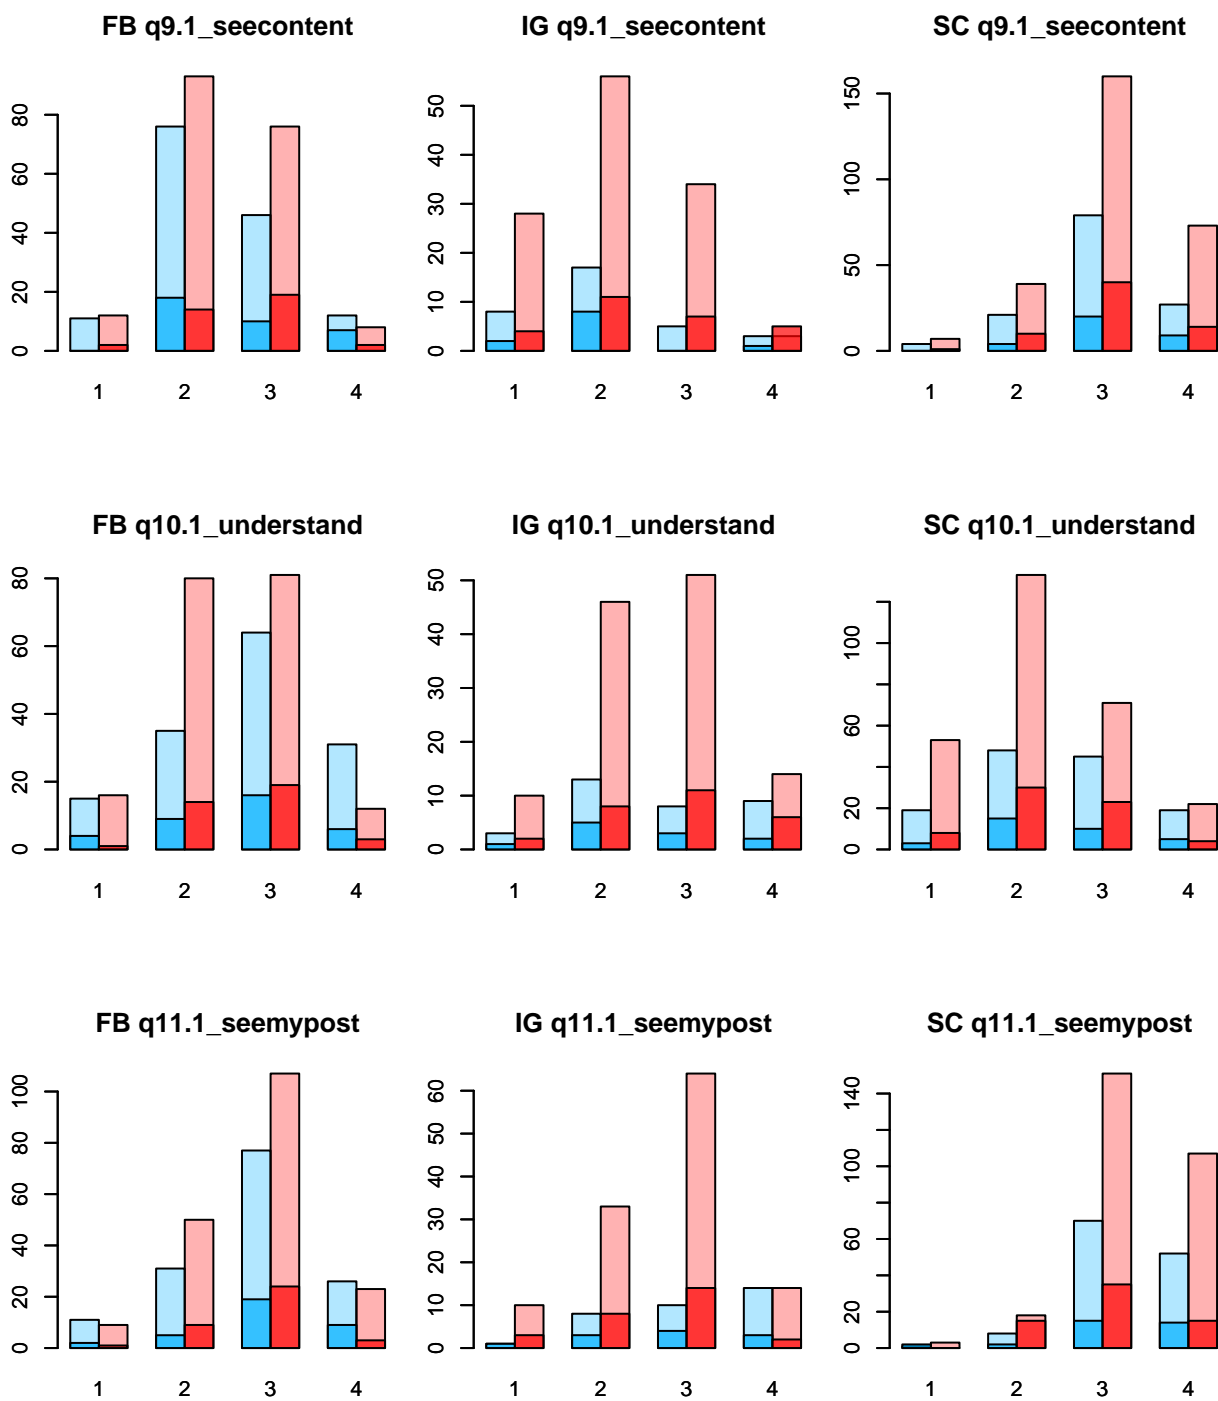 FB q9.1_seecontent
IG q9.1_seecontent
SC q9.1_seecontent
0 20 40 60 80
0 10 20 30 40 50
0 50 100 150
1 2 3 4
1 2 3 4
1 2 3 4
FB q10.1_understand
IG q10.1_understand
SC q10.1_understand
0 20 40 60 80
0 10 20 30 40 50
0 20 60 100
1 2 3 4
1 2 3 4
1 2 3 4
FB q11.1_seemypost
IG q11.1_seemypost
SC q11.1_seemypost
0 20 40 60 80 100
0 10 20 30 40 50 60
0 20 60 100 140
1 2 3 4
1 2 3 4
1 2 3 4